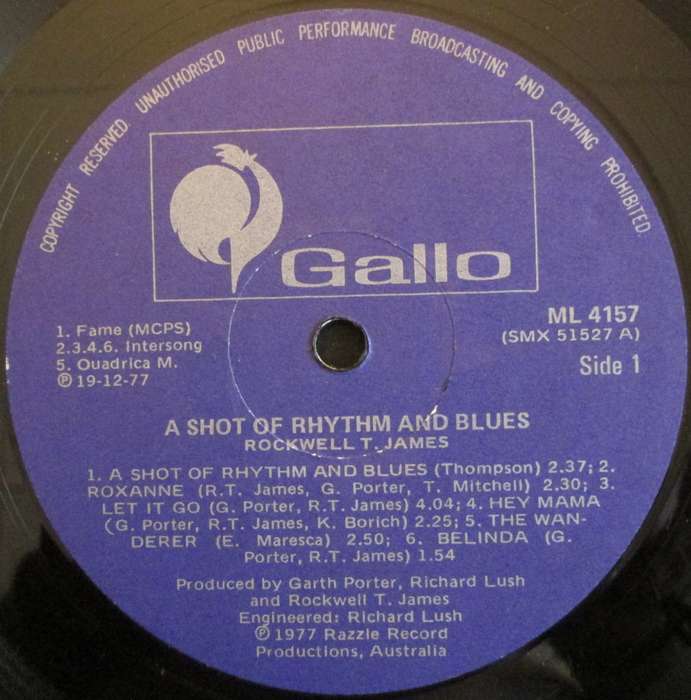 COPYRIGHT RESERVED. UNAUTHORISED PUBLIC PERFORMANCE BROADCASTING AND COPYING PROHIBITED.
Gallo
1. Fame (MCPS)
2.3.4.6. Intersong
5. Quadrica M.
℗ 19-12-77
ML 4157
(SMX 51527 A)
Side 1
A SHOT OF RHYTHM AND BLUES
ROCKWELL T. JAMES
1. A SHOT OF RHYTHM AND BLUES (Thompson) 2.37; 2.
ROXANNE (R.T. James, G. Porter, T. Mitchell) 2.30; 3.
LET IT GO (G. Porter, R.T. James) 4.04; 4. HEY MAMA
(G. Porter, R.T. James, K. Borich) 2.25; 5. THE WAN-
DERER (E. Maresca) 2.50; 6. BELINDA (G.
Porter, R.T. James) 1.54
Produced by Garth Porter, Richard Lush
and Rockwell T. James
Engineered: Richard Lush
℗ 1977 Razzle Record
Productions, Australia